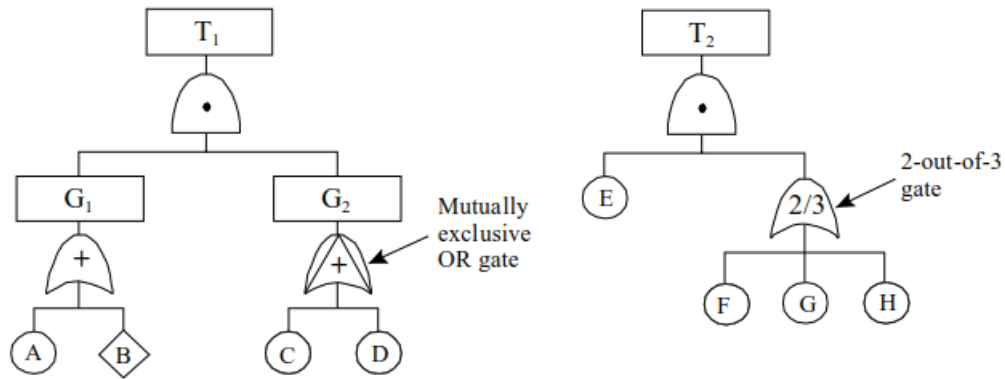 T₁
•
G₁
G₂
+
+
A
B
C
D
Mutually
exclusive
OR gate
T₂
•
E
2/3
2-out-of-3
gate
F
G
H